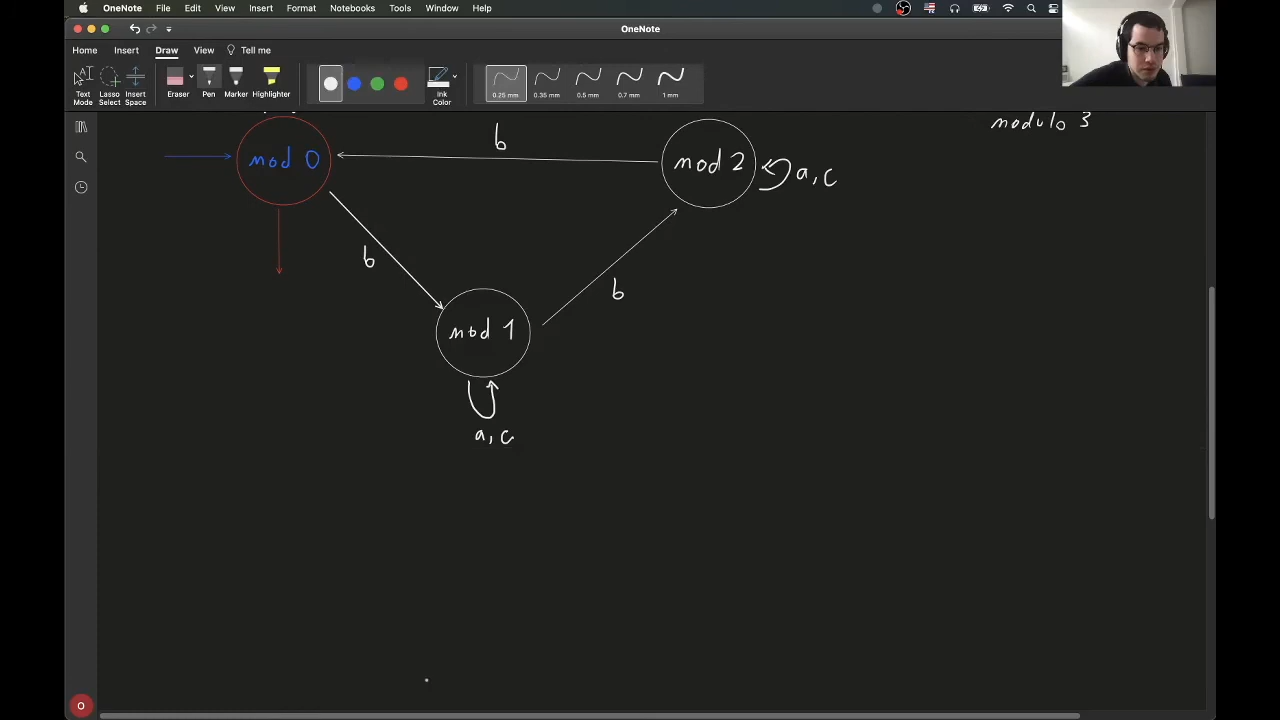 OneNote File Edit View Insert Format Notebooks Tools Window Help
OneNote
Home Insert Draw View Tell me
Text Mode
Lasso Select
Insert Space
Eraser
Pen
Marker
Highlighter
Ink Color
0.25 mm
0.35 mm
0.5 mm
0.7 mm
1 mm
modulo 3
b
mod 0
mod 2
a, c
b
b
mod 1
a, c
O